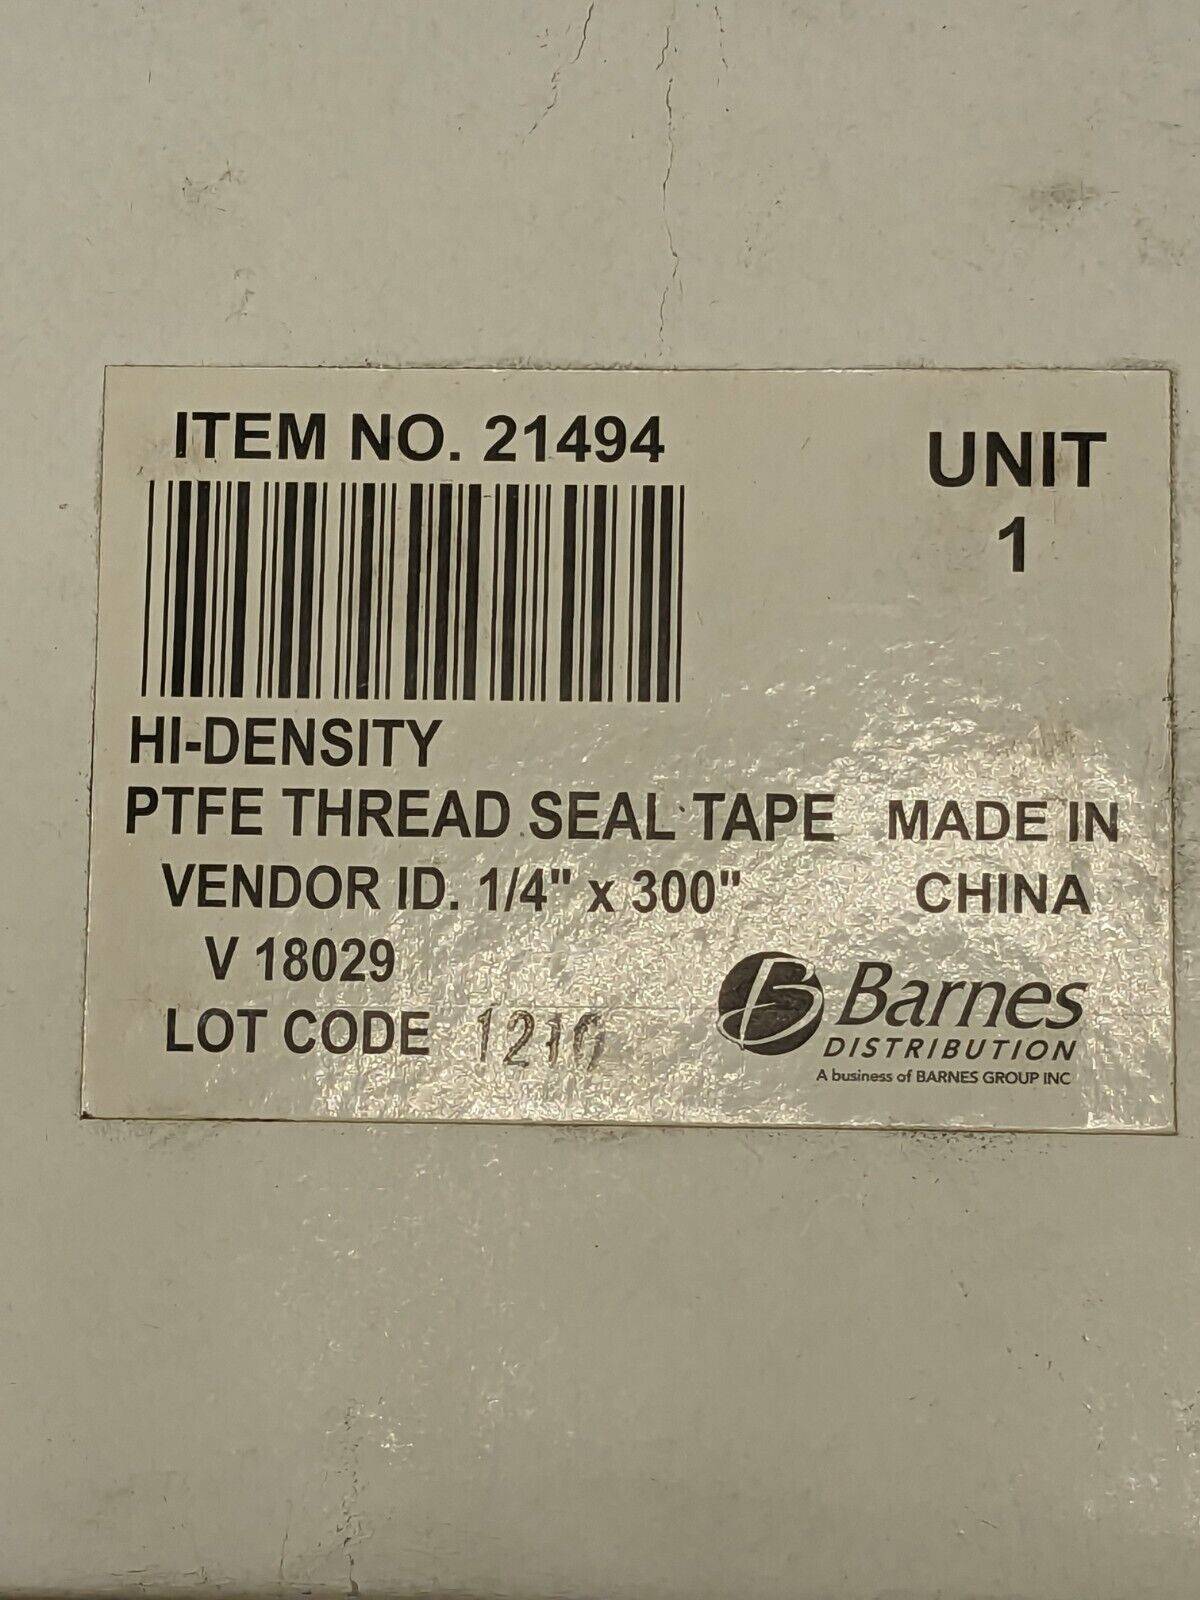 ITEM NO. 21494
UNIT
1
HI-DENSITY
PTFE THREAD SEAL TAPE
VENDOR ID. 1/4" x 300"
V 18029
LOT CODE 1210
MADE IN
CHINA
B Barnes
DISTRIBUTION
A business of BARNES GROUP INC